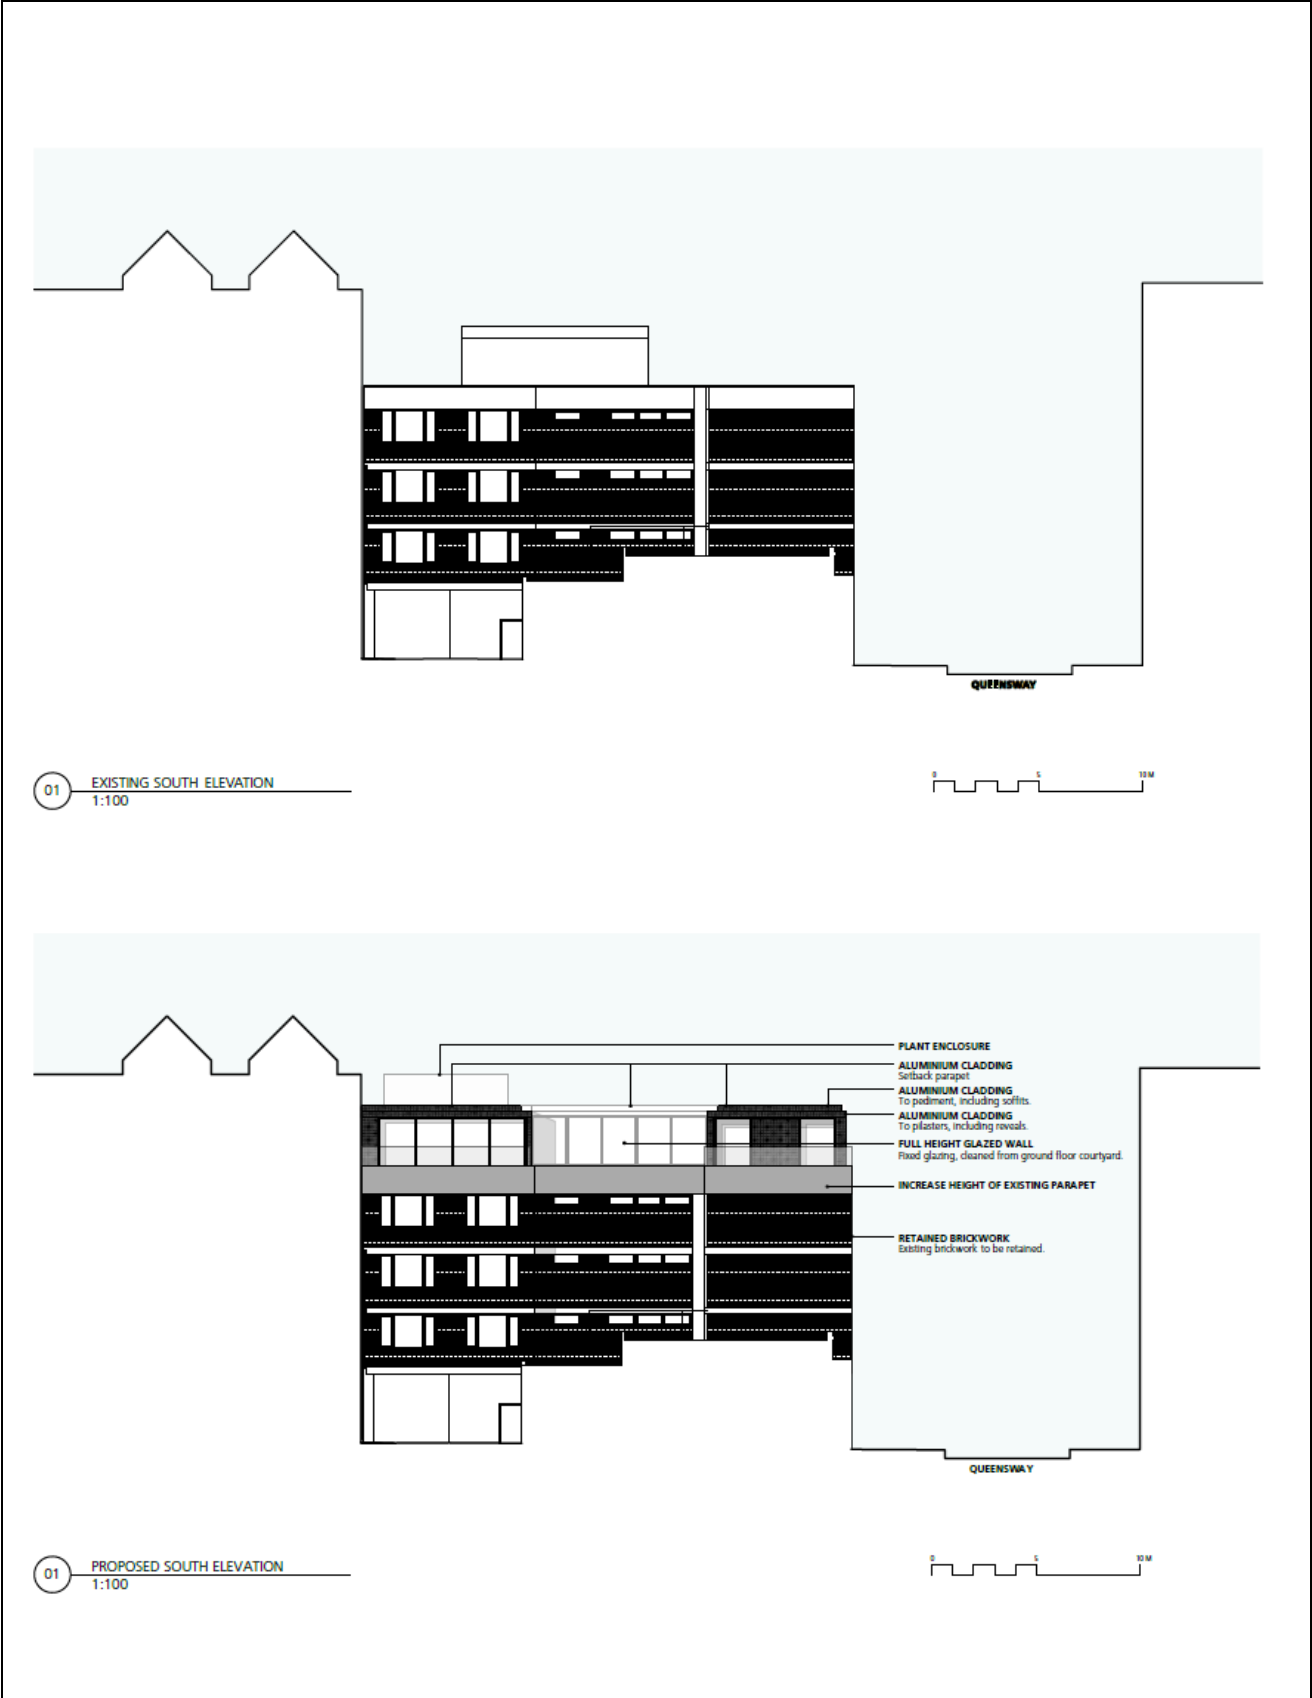 QUEENSWAY
01
EXISTING SOUTH ELEVATION
1:100
0 5 10 M
PLANT ENCLOSURE
ALUMINIUM CLADDING
Setback parapet
ALUMINIUM CLADDING
To pediment, including soffits.
ALUMINIUM CLADDING
To pilasters, including reveals.
FULL HEIGHT GLAZED WALL
Fixed glazing, cleaned from ground floor courtyard.
INCREASE HEIGHT OF EXISTING PARAPET
RETAINED BRICKWORK
Existing brickwork to be retained.
QUEENSWAY
01
PROPOSED SOUTH ELEVATION
1:100
0 5 10 M